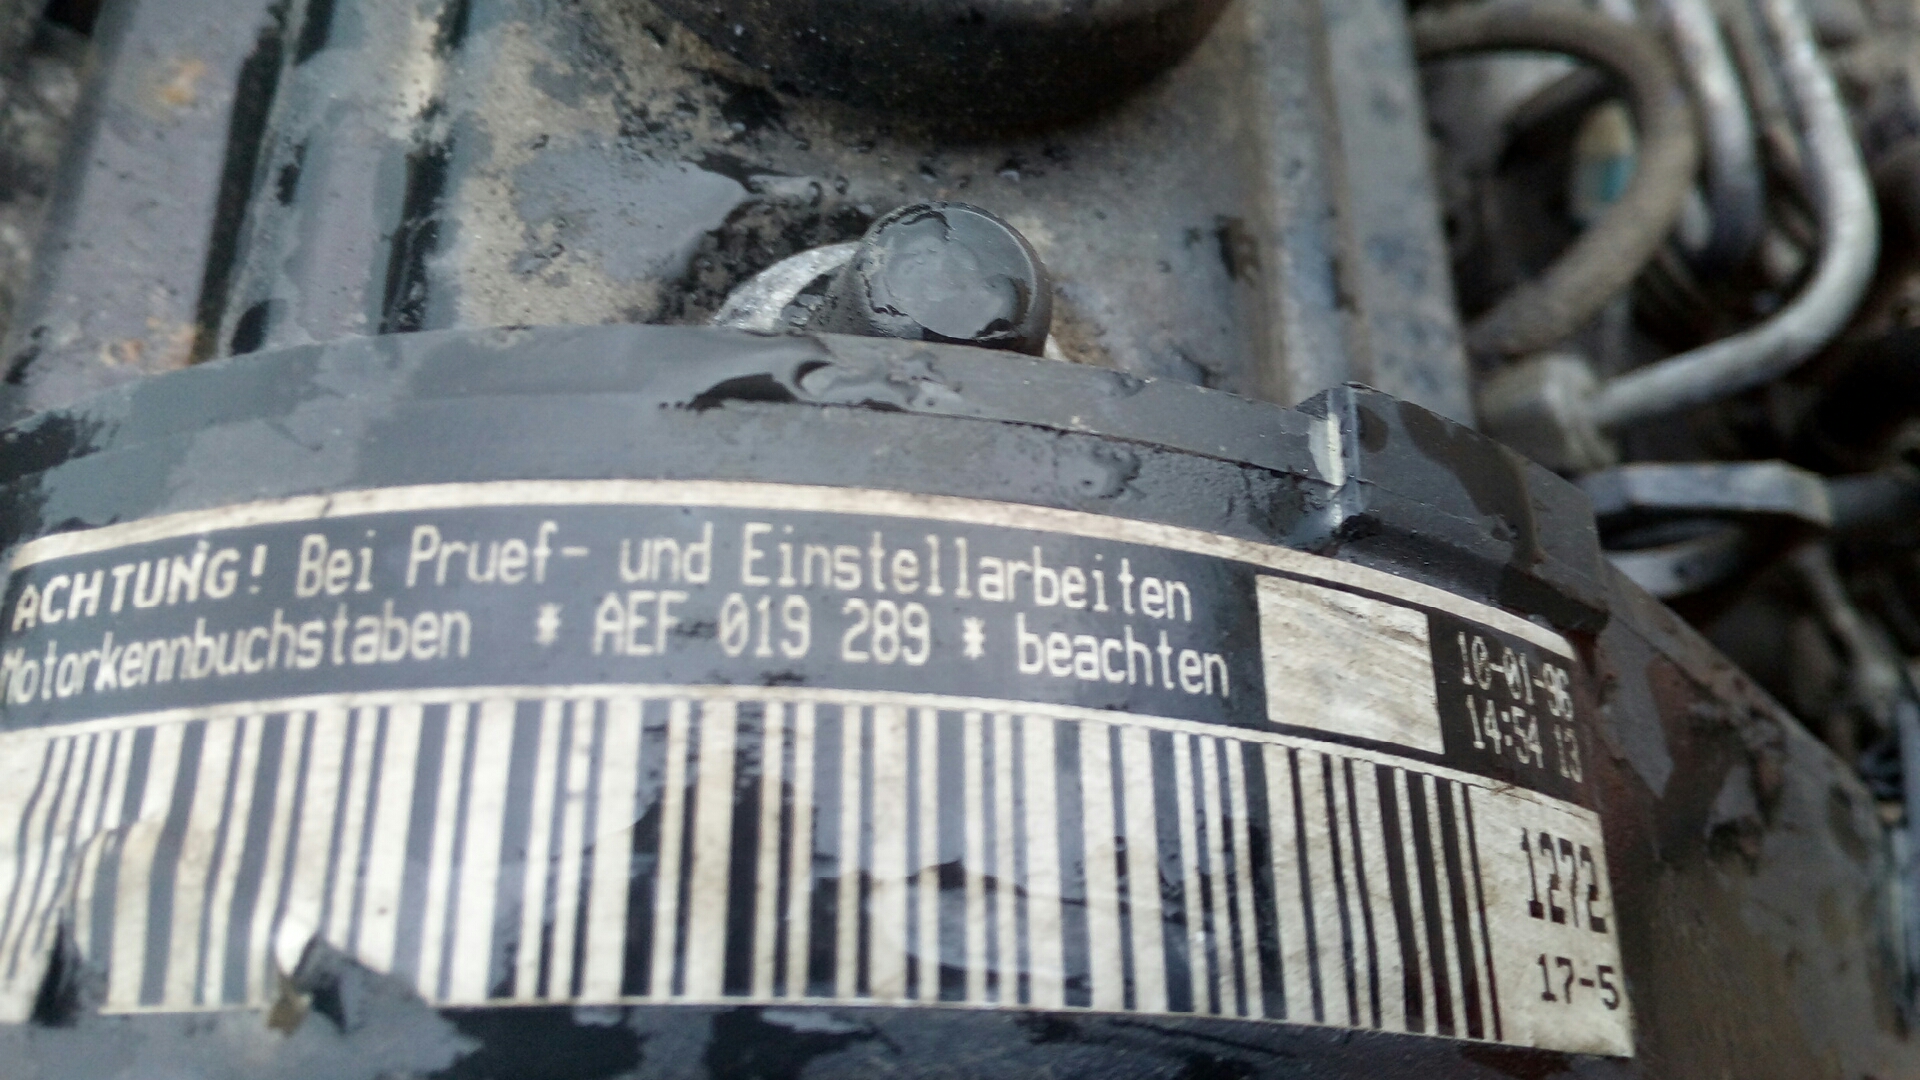 ACHTUNG! Bei Pruef- und Einstellarbeiten
Motorkennbuchstaben * AEF 019 289 * beachten
10-01-96
14:54 13
1272
17-5